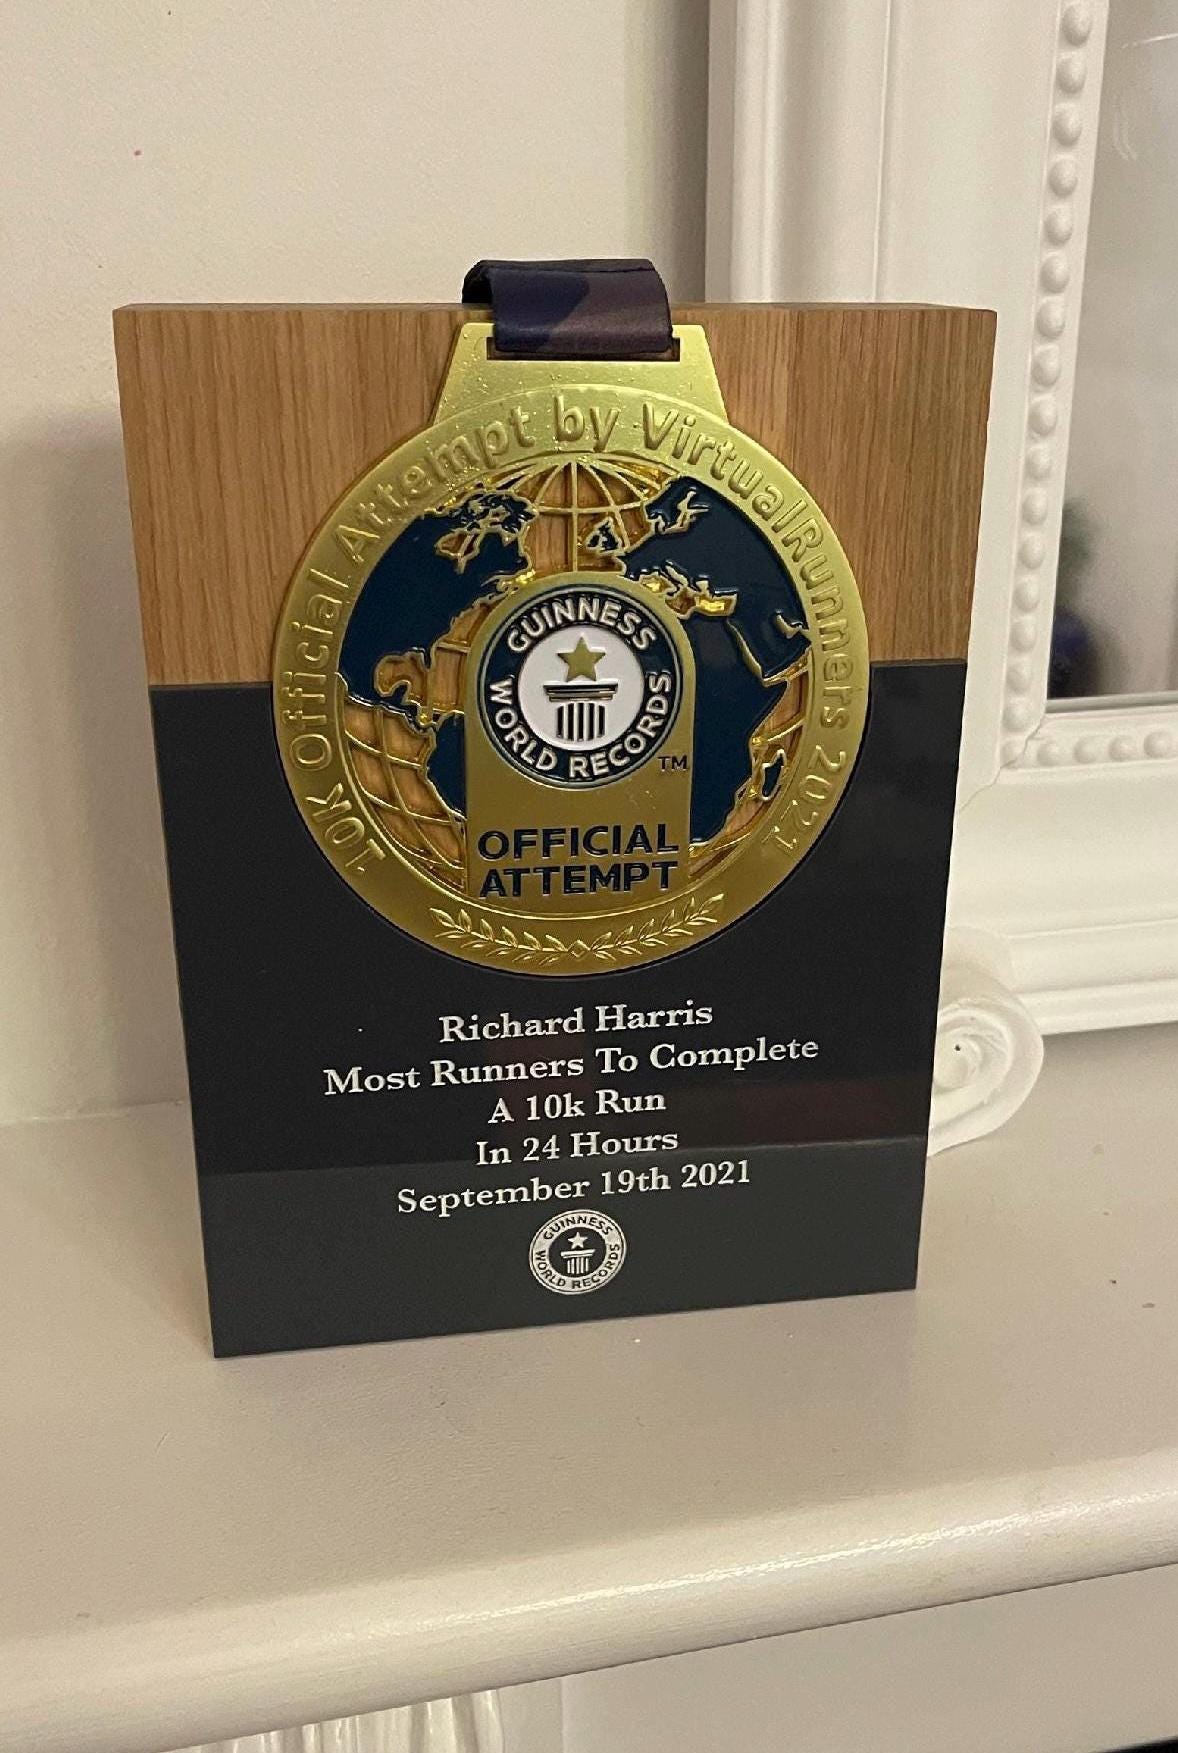 10K Official Attempt by VirtualRunners 2021
GUINNESS
WORLD RECORDS
TM
OFFICIAL
ATTEMPT
Richard Harris
Most Runners To Complete
A 10k Run
In 24 Hours
September 19th 2021
GUINNESS
WORLD RECORDS